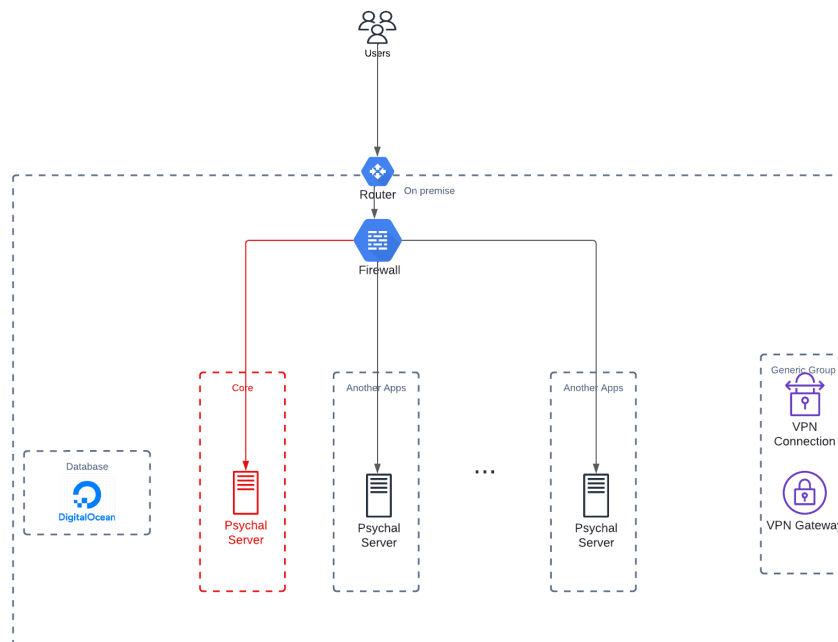 Users
Router
On premise
Firewall
Core
Another Apps
Another Apps
Generic Group
VPN
Connection
Database
DigitalOcean
Psychal
Server
Psychal
Server
...
Psychal
Server
VPN Gateway